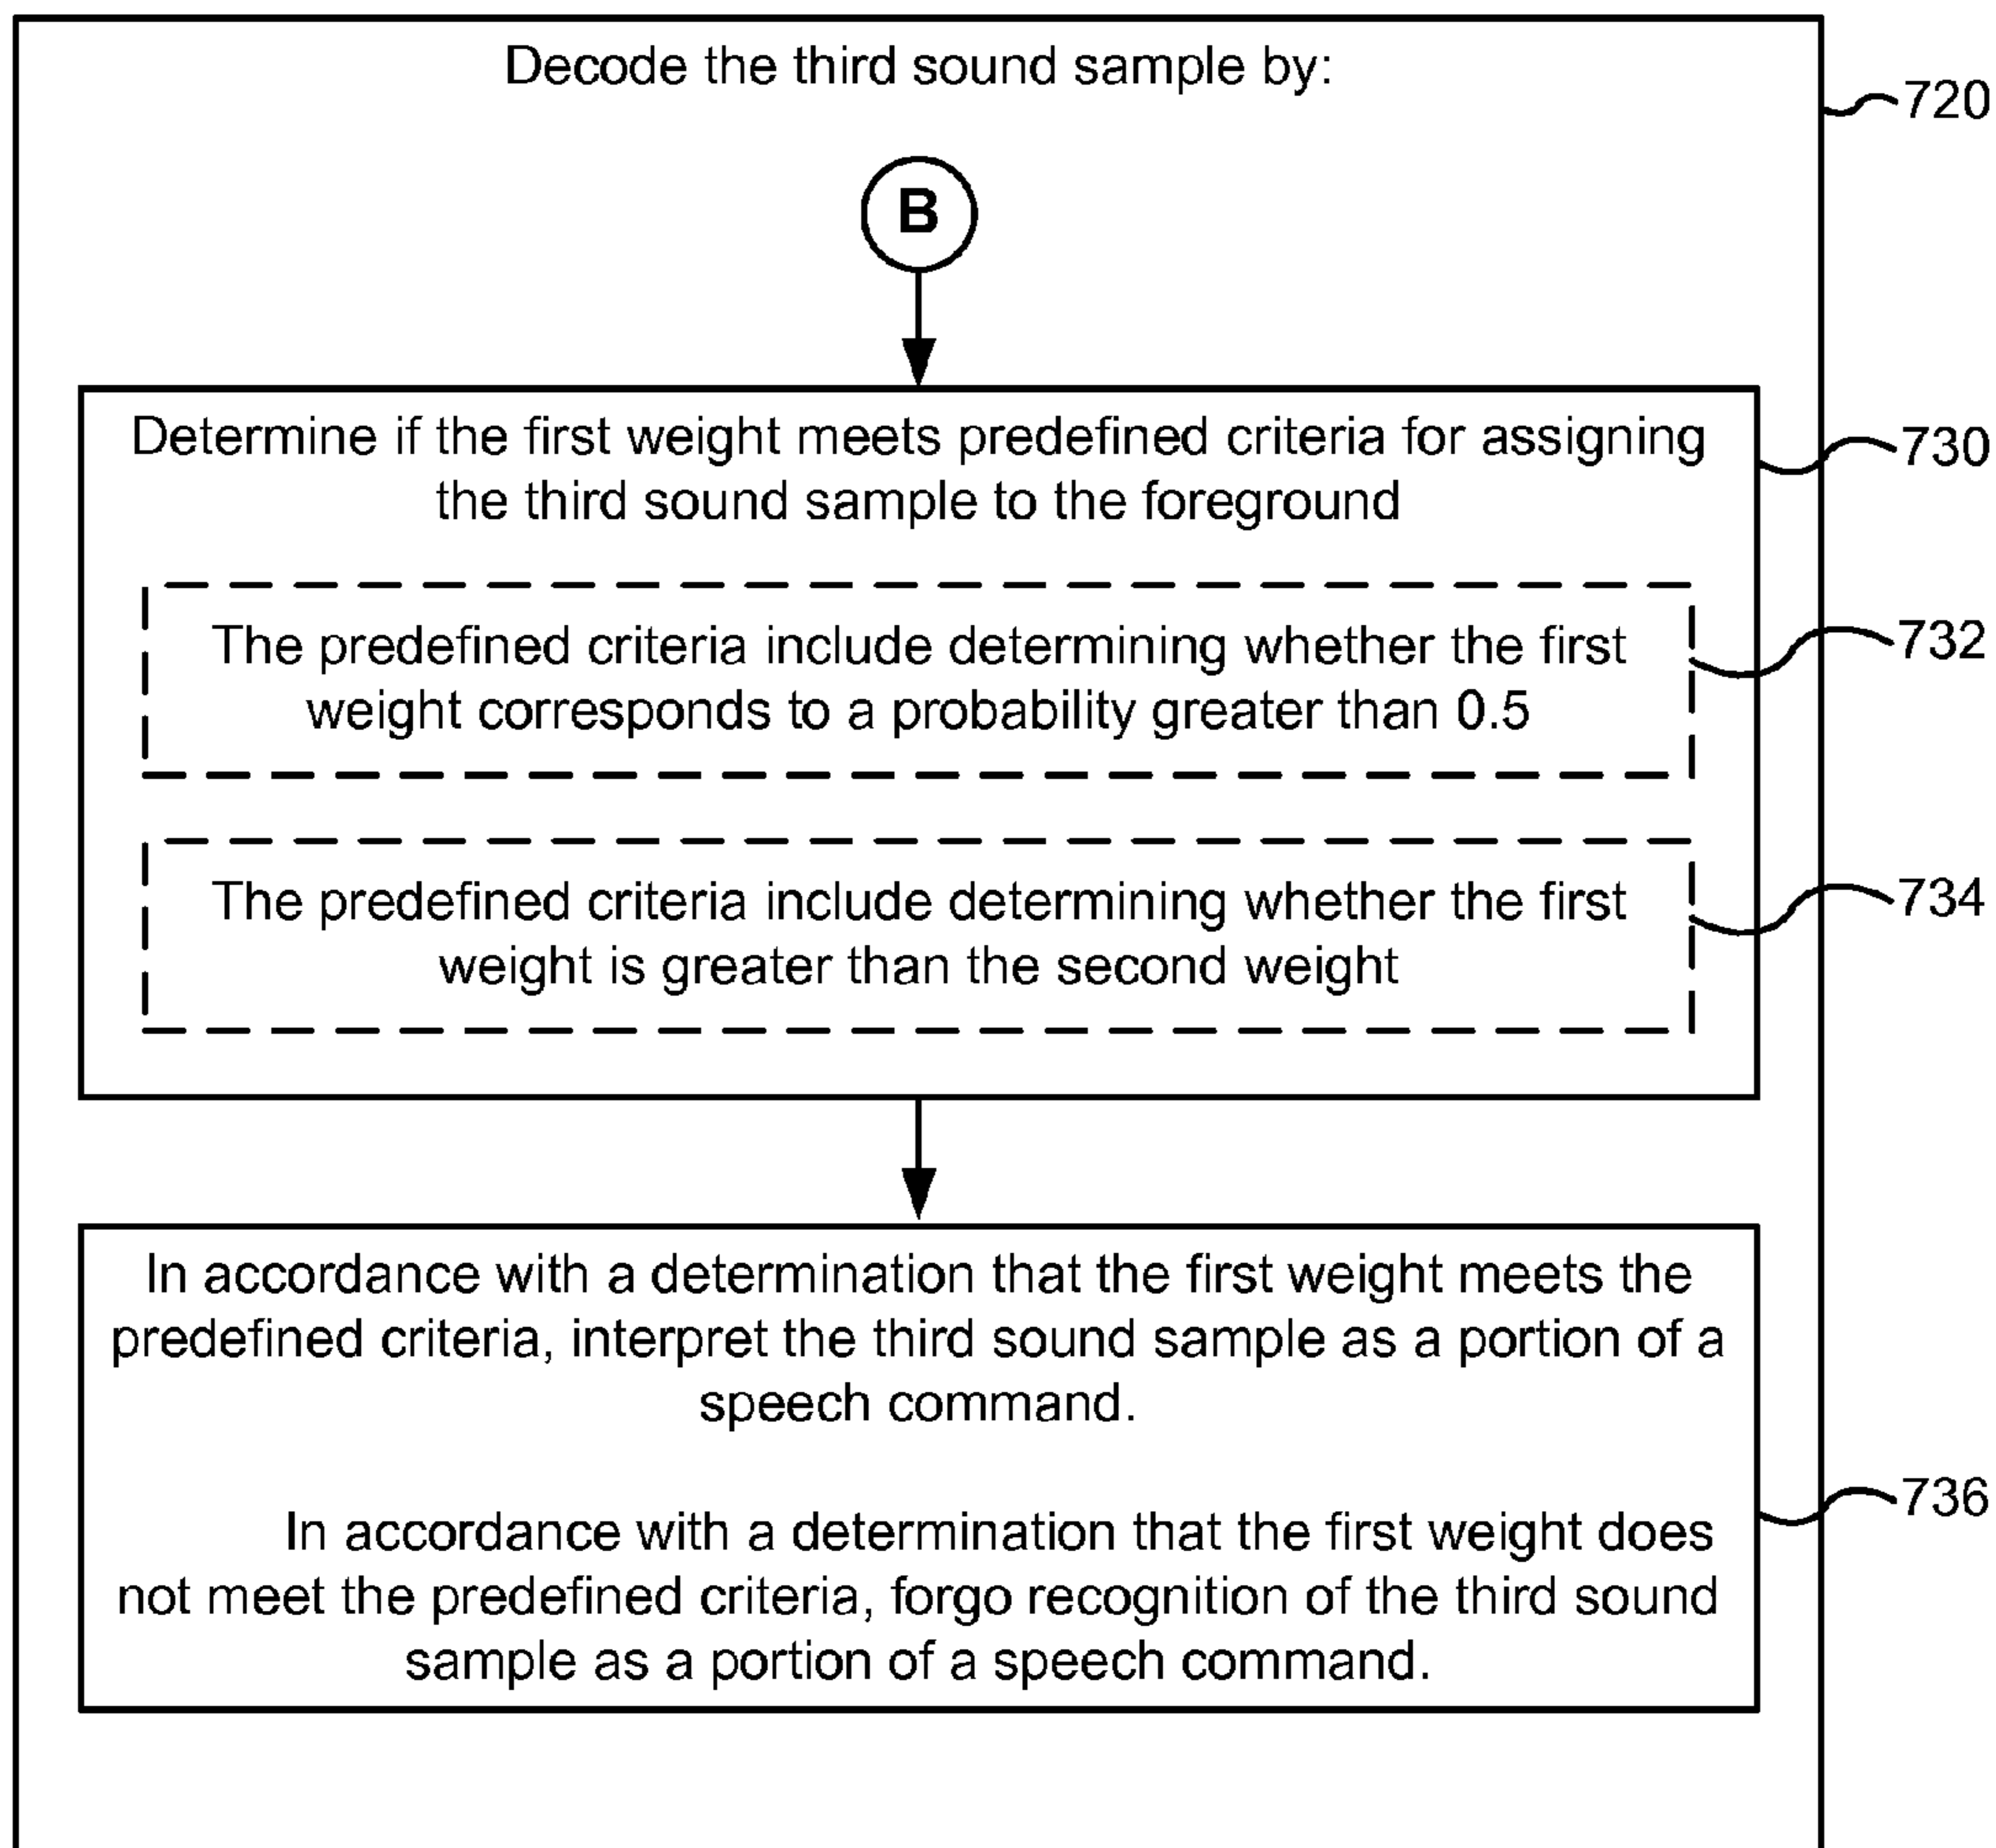 Decode the third sound sample by:
720
B
Determine if the first weight meets predefined criteria for assigning
the third sound sample to the foreground
730
The predefined criteria include determining whether the first
weight corresponds to a probability greater than 0.5
732
The predefined criteria include determining whether the first
weight is greater than the second weight
734
In accordance with a determination that the first weight meets the
predefined criteria, interpret the third sound sample as a portion of a
speech command.
In accordance with a determination that the first weight does
not meet the predefined criteria, forgo recognition of the third sound
sample as a portion of a speech command.
736